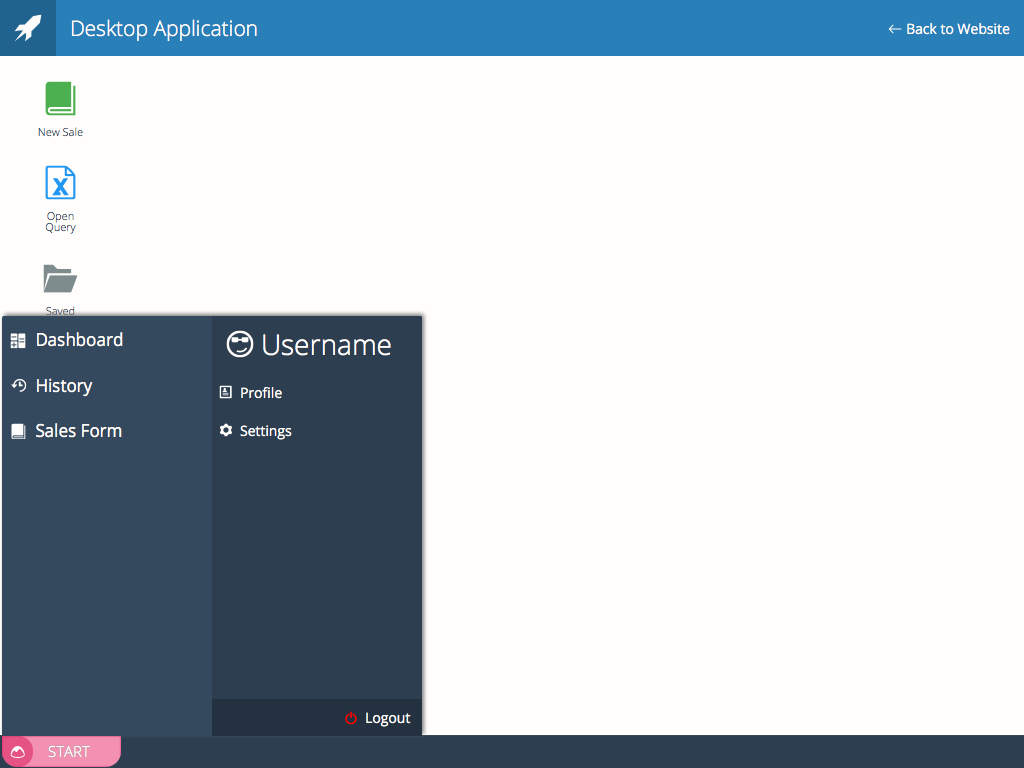 Desktop Application
← Back to Website
New Sale
Open
Query
Saved
Dashboard
History
Sales Form
Username
Profile
Settings
Logout
START